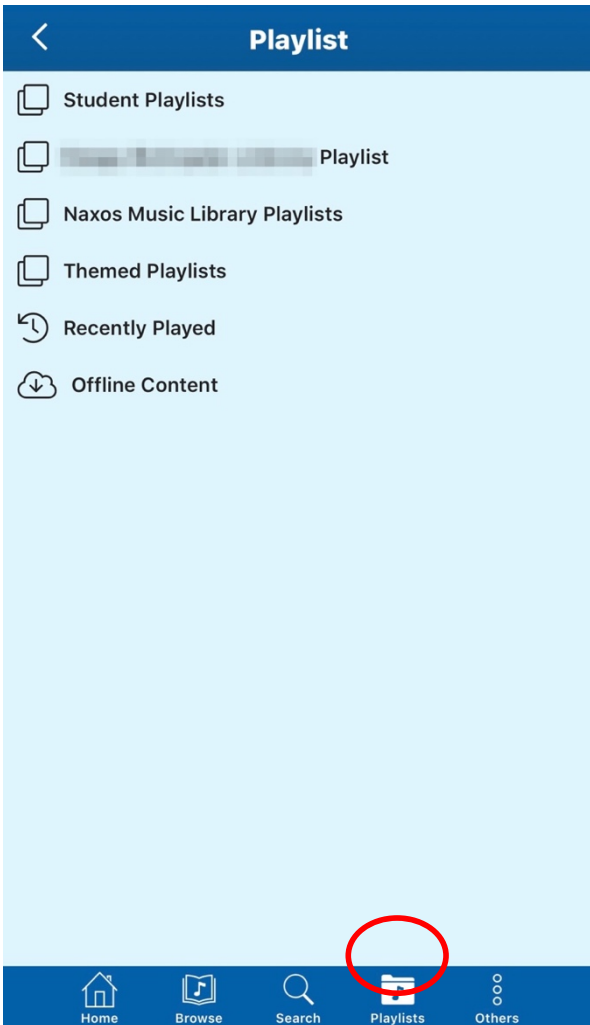 Playlist
Student Playlists
Playlist
Naxos Music Library Playlists
Themed Playlists
Recently Played
Offline Content
Home Browse Search Playlists Others